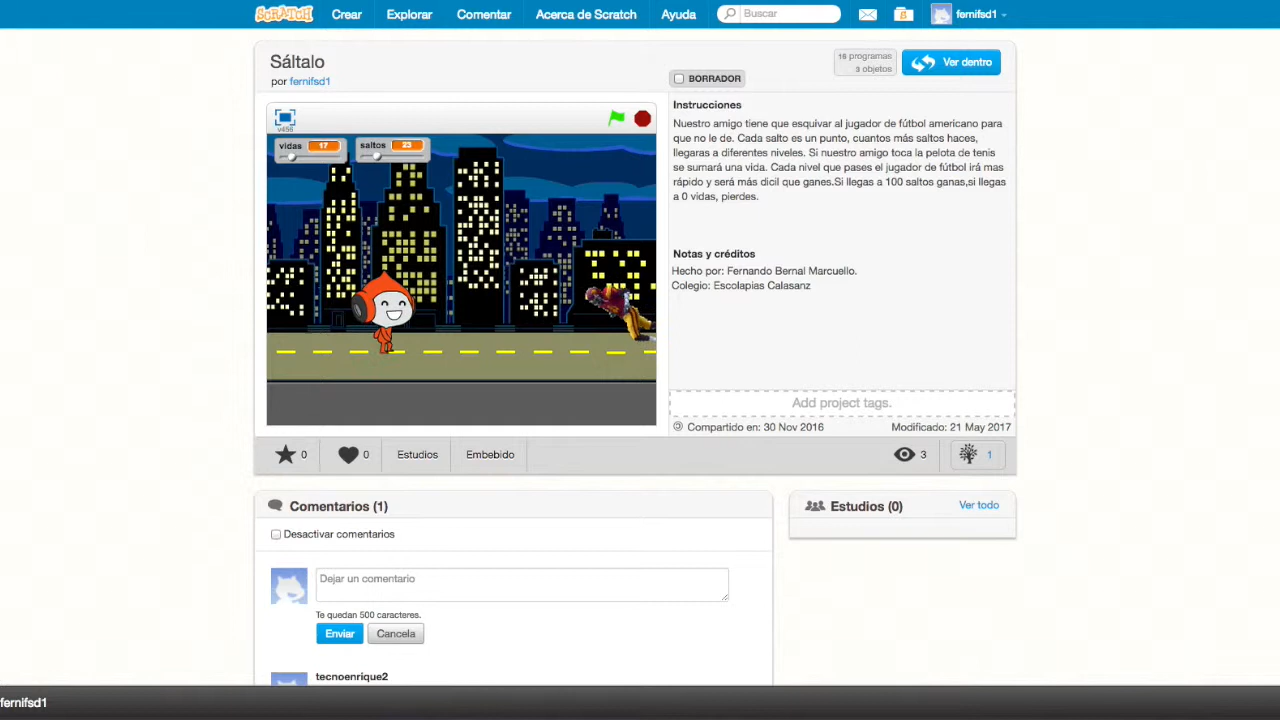 SCRATCH Crear Explorar Comentar Acerca de Scratch Ayuda Buscar 8 fernifsd1
Sáltalo
por fernifsd1
BORRADOR
16 programas
3 objetos
Ver dentro
v456
vidas 17 saltos 23
Instrucciones
Nuestro amigo tiene que esquivar al jugador de fútbol americano para
que no le de. Cada salto es un punto, cuantos más saltos haces,
llegaras a diferentes niveles. Si nuestro amigo toca la pelota de tenis
se sumará una vida. Cada nivel que pases el jugador de fútbol irá mas
rápido y será más dicil que ganes.Si llegas a 100 saltos ganas,si llegas
a 0 vidas, pierdes.
Notas y créditos
Hecho por: Fernando Bernal Marcuello.
Colegio: Escolapias Calasanz
Add project tags.
Compartido en: 30 Nov 2016 Modificado: 21 May 2017
0 0 Estudios Embebido 3 1
Comentarios (1)
Desactivar comentarios
Dejar un comentario
Te quedan 500 caracteres.
Enviar Cancela
tecnoenrique2
Estudios (0) Ver todo
fernifsd1